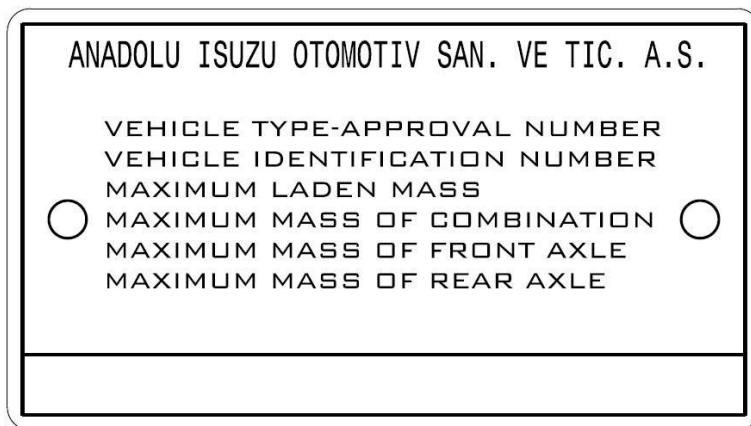 ANADOLU ISUZU OTOMOTIV SAN. VE TIC. A.S.
VEHICLE TYPE-APPROVAL NUMBER
VEHICLE IDENTIFICATION NUMBER
MAXIMUM LADEN MASS
MAXIMUM MASS OF COMBINATION
MAXIMUM MASS OF FRONT AXLE
MAXIMUM MASS OF REAR AXLE